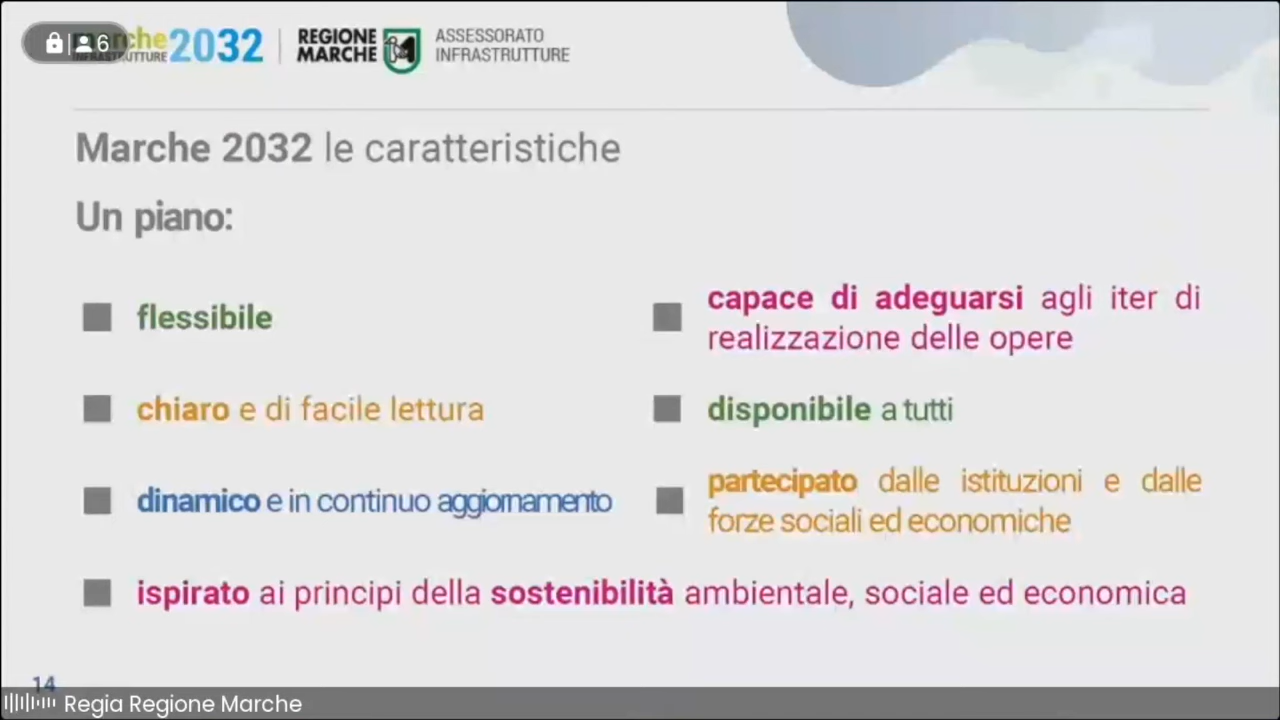 6
marche 2032
INFRASTRUTTURE
REGIONE
MARCHE
ASSESSORATO
INFRASTRUTTURE
Marche 2032 le caratteristiche
Un piano:
flessibile
capace di adeguarsi agli iter di
realizzazione delle opere
chiaro e di facile lettura
disponibile a tutti
dinamico e in continuo aggiornamento
partecipato dalle istituzioni e dalle
forze sociali ed economiche
ispirato ai principi della sostenibilità ambientale, sociale ed economica
14
Regia Regione Marche